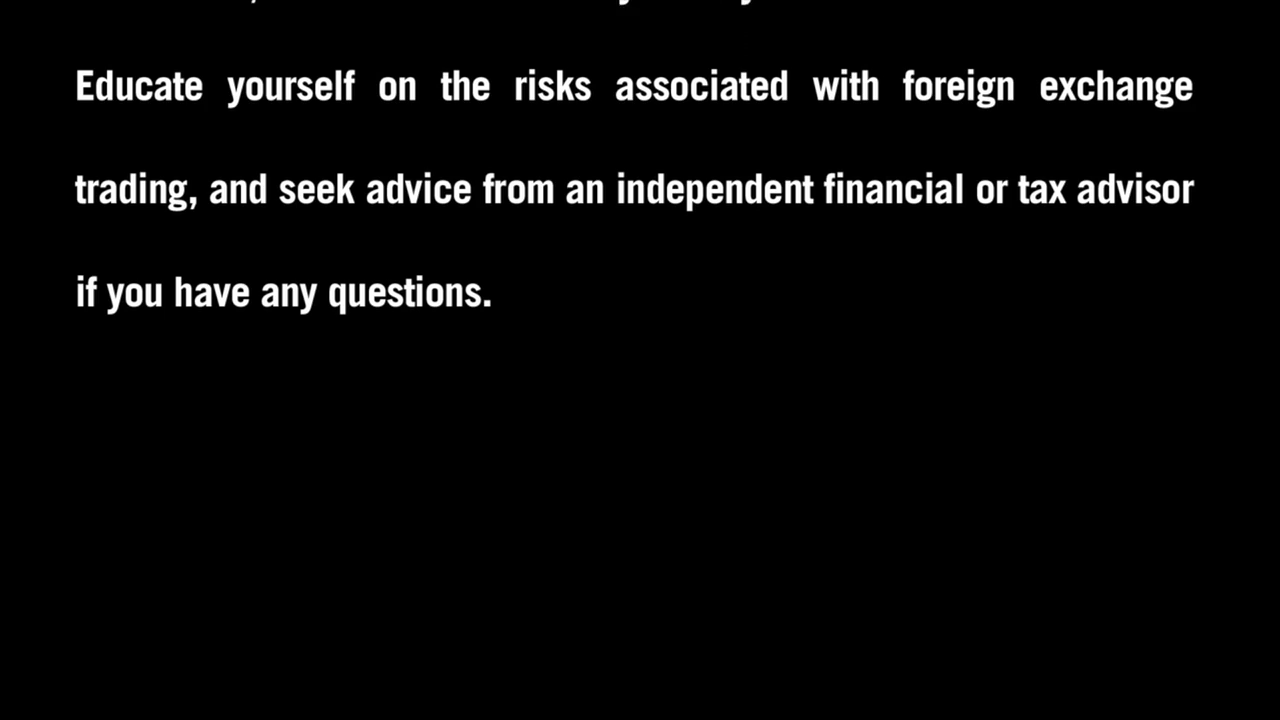 Educate yourself on the risks associated with foreign exchange
trading, and seek advice from an independent financial or tax advisor
if you have any questions.